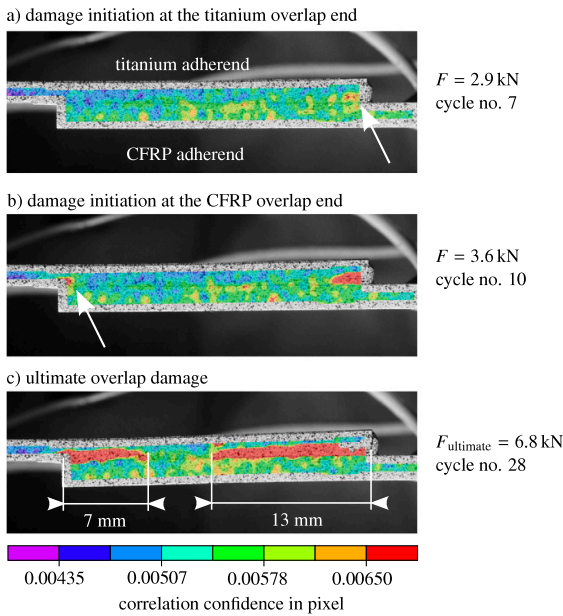 a) damage initiation at the titanium overlap end
titanium adherend
CFRP adherend
F = 2.9 kN
cycle no. 7
b) damage initiation at the CFRP overlap end
F = 3.6 kN
cycle no. 10
c) ultimate overlap damage
7 mm
13 mm
Fultimate = 6.8 kN
cycle no. 28
0.00435 0.00507 0.00578 0.00650
correlation confidence in pixel